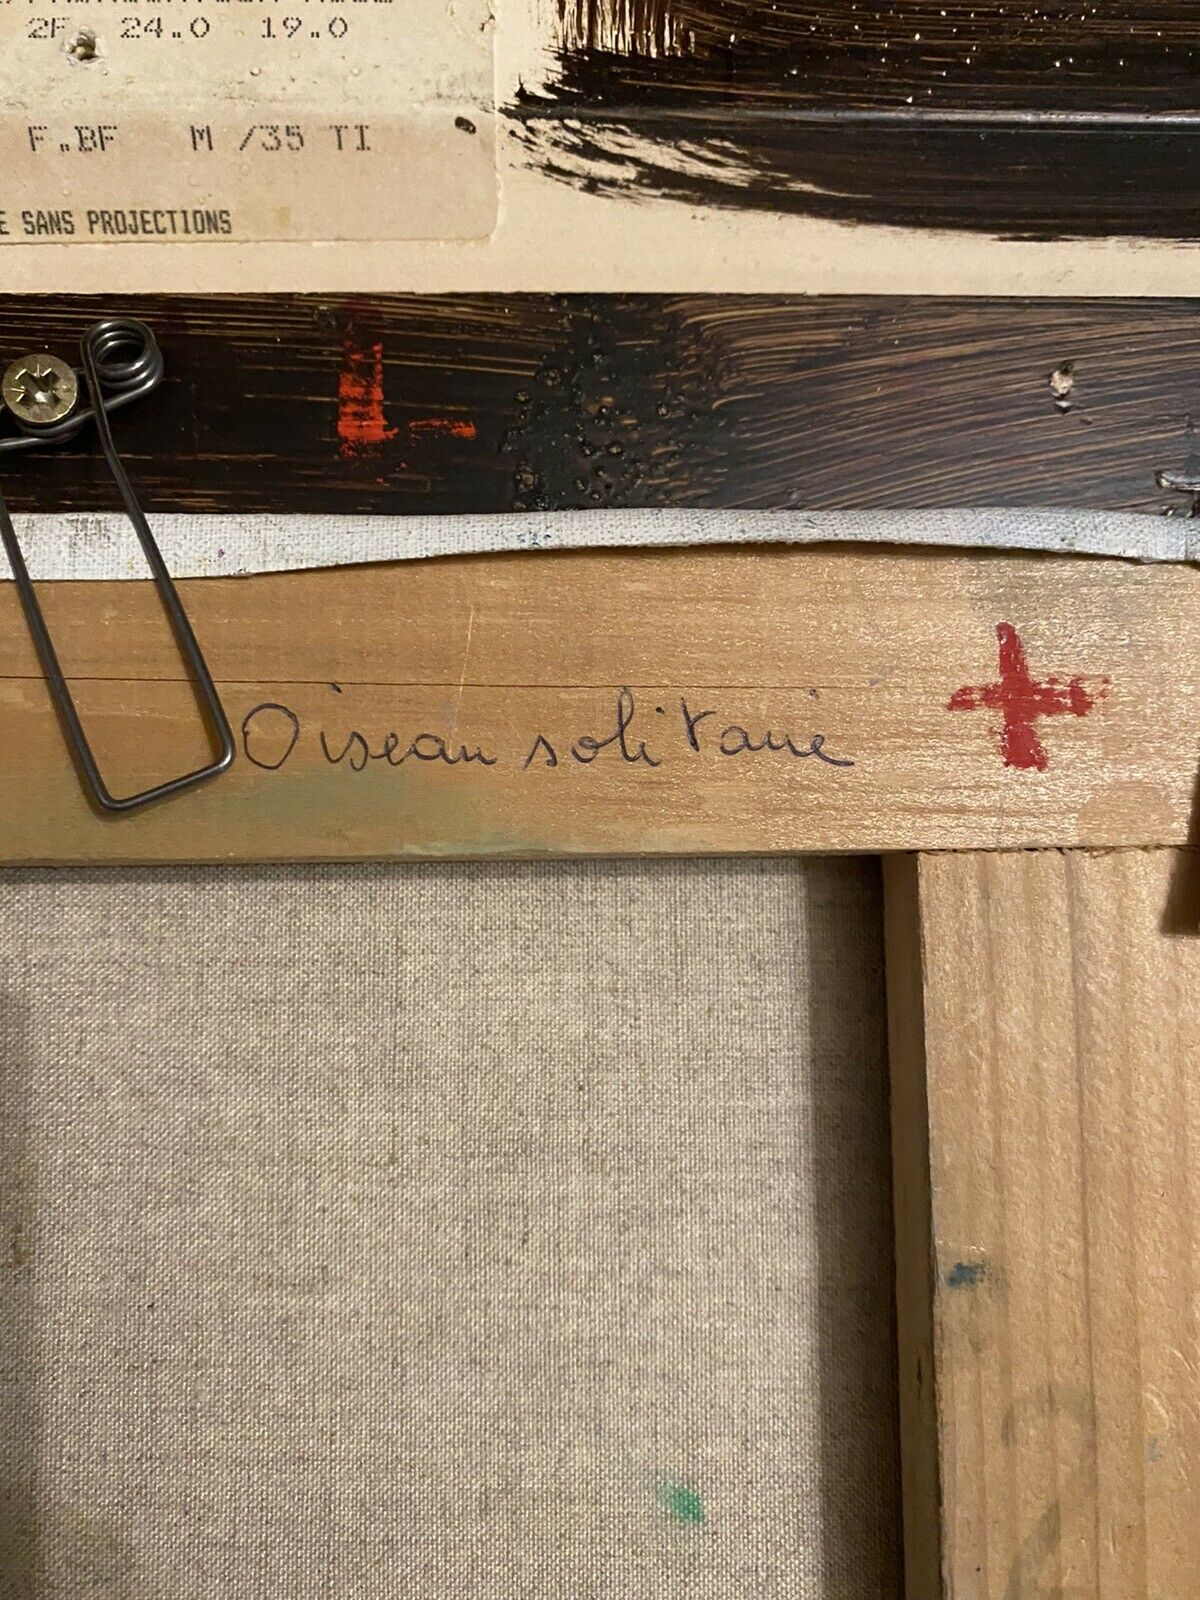 2F 24.0 19.0
F.BF M /35 TI
E SANS PROJECTIONS
L-
Oiseau solitaire
+